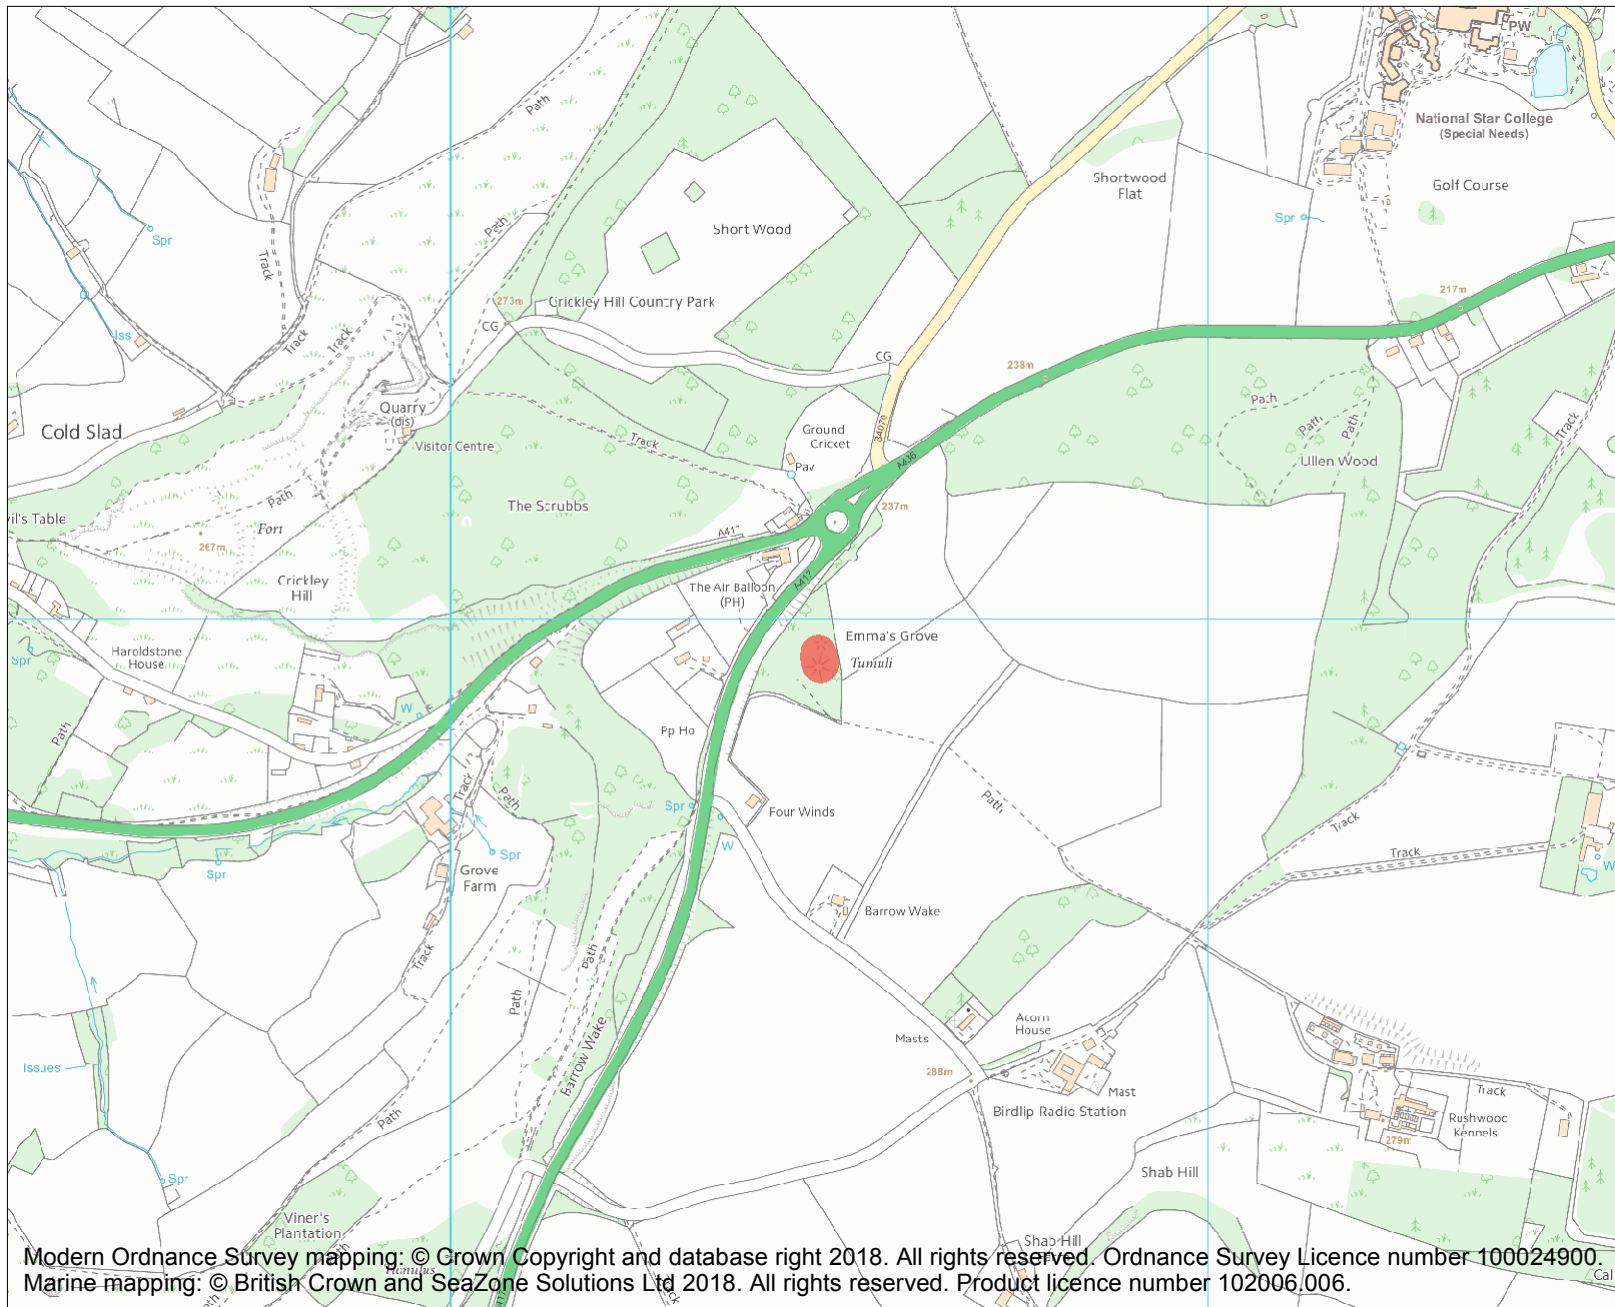 PW
Path
National Star College
(Special Needs)
Shortwood
Flat
Golf Course
Spr
Path
Spr
Short Wood
Track
217m
273m
Crickley Hill Country Park
CG
Iss
Track
Track
CG
238m
Path
Quarry
(dis)
Cold Slad
Visitor Centre
Track
Ground
Cricket
B4070
Path
Path
Track
A436
Pav
Ullen Wood
Path
The Scrubbs
237m
vil's Table
Fort
A417
267m
Crickley
Hill
The Air Balloon
(PH)
A417
Emma's Grove
Tumuli
Haroldstone
House
Spr
W
Path
Pp Ho
Track
Path
Spr
Four Winds
Path
Track
W
Spr
Spr
Grove
Farm
Track
W
Barrow Wake
Track
Path
Path
Acorn
House
Masts
Issues
Barrow Wake
288m
Mast
Birdlip Radio Station
Track
Rushwood
Kennels
279m
Path
Spr
Shab Hill
Viner's
Plantation
Path
Shab Hill
Tumulus
Modern Ordnance Survey mapping: © Crown Copyright and database right 2018. All rights reserved. Ordnance Survey Licence number 100024900.
Marine mapping: © British Crown and SeaZone Solutions Ltd 2018. All rights reserved. Product licence number 102006.006.
Track
Cal